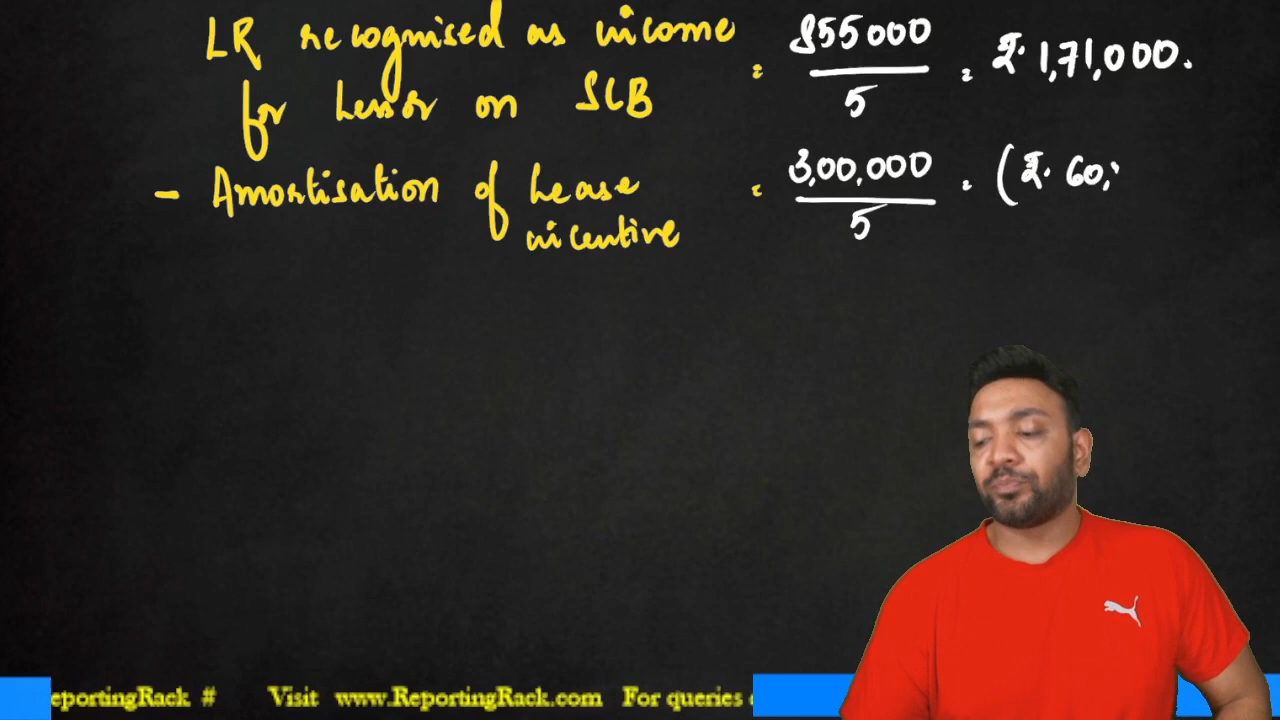 LR recognised as income = 855000 / 5 = ₹. 1,71,000.
for Lessor on SLB
- Amortisation of Lease = 3,00,000 / 5 = (₹. 60,
incentive
eportingRack # Visit www.ReportingRack.com For queries